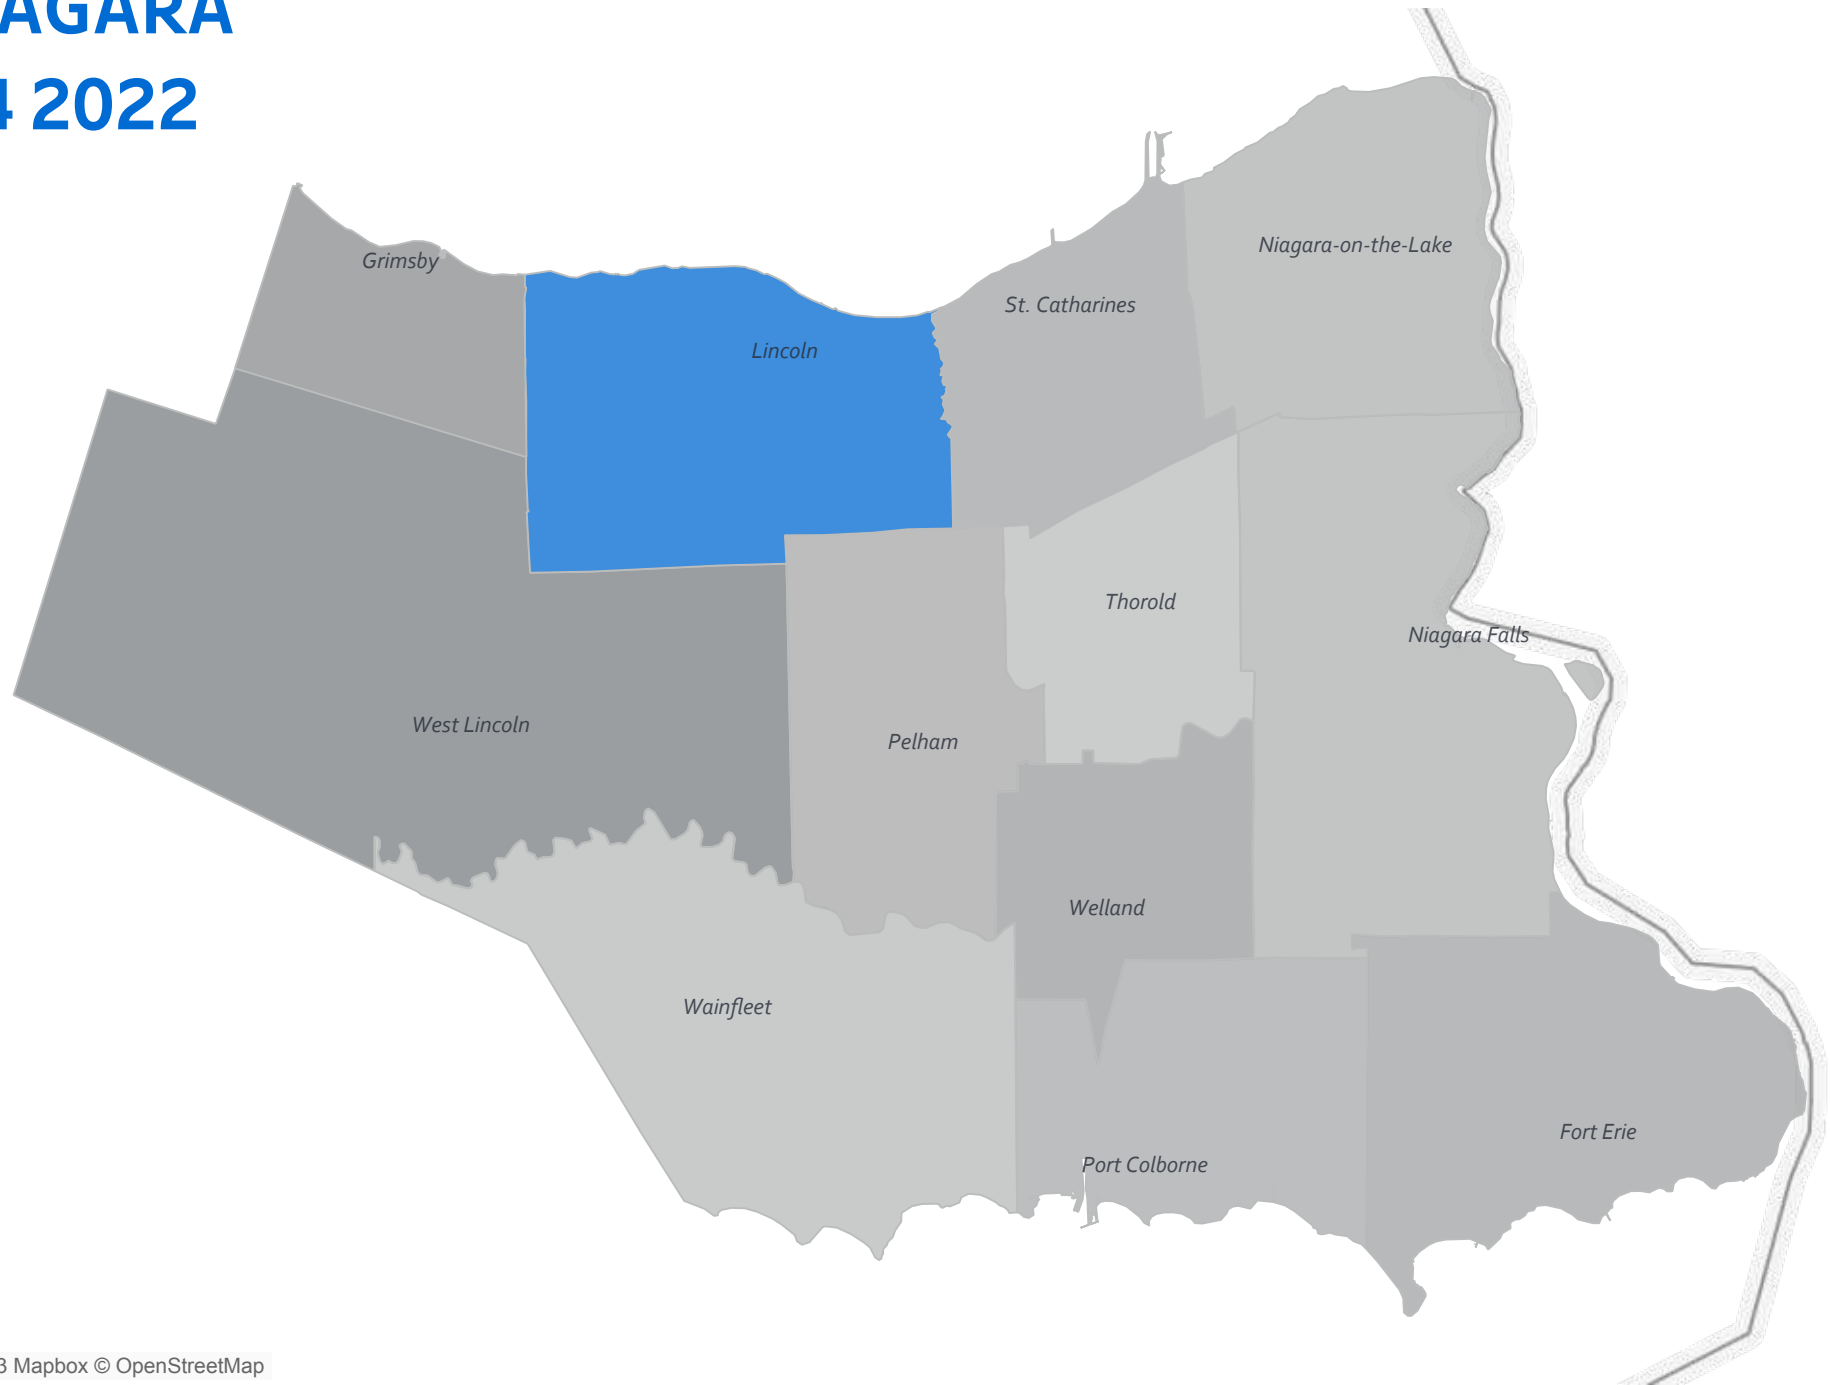 AGARA
4 2022
Niagara-on-the-Lake
Grimsby
St. Catharines
Lincoln
Thorold
Niagara Falls
West Lincoln
Pelham
Welland
Wainfleet
Fort Erie
Port Colborne
3 Mapbox © OpenStreetMap